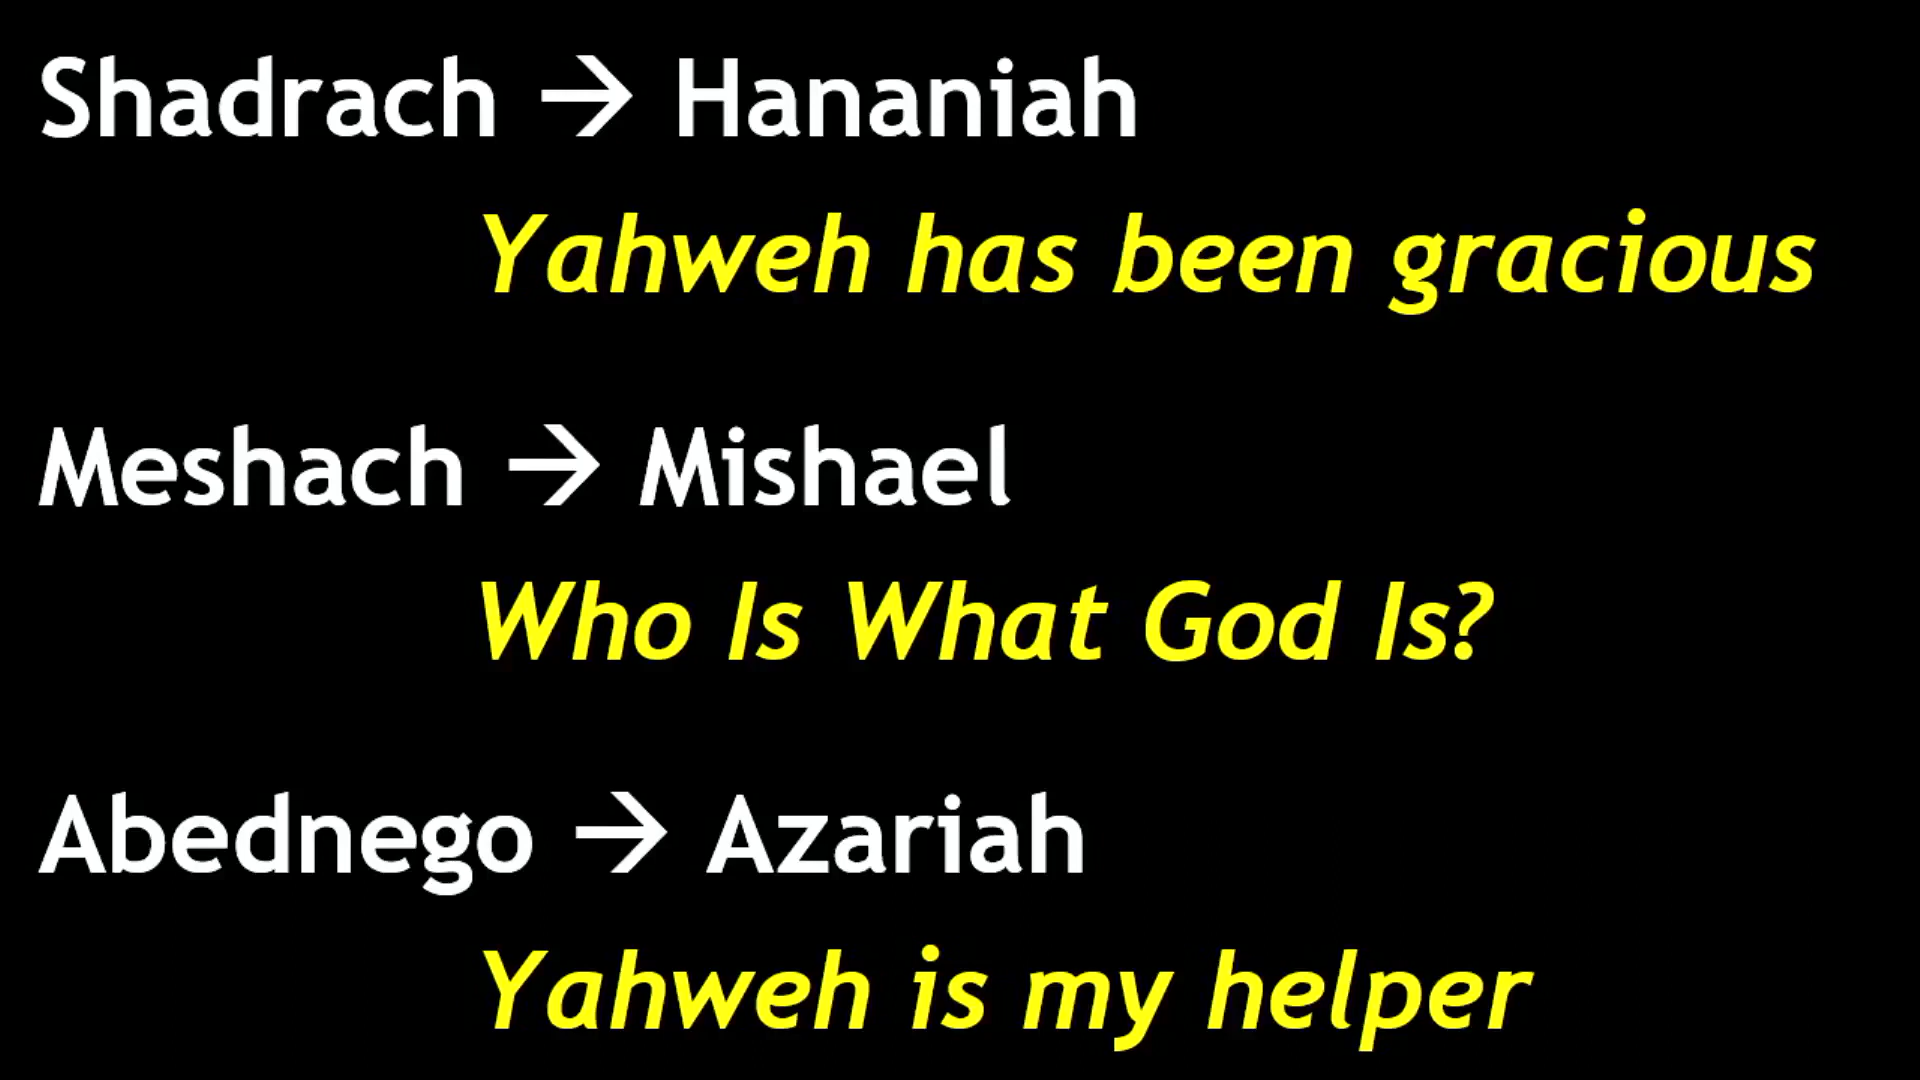 Shadrach → Hananiah
Yahweh has been gracious
Meshach → Mishael
Who Is What God Is?
Abednego → Azariah
Yahweh is my helper